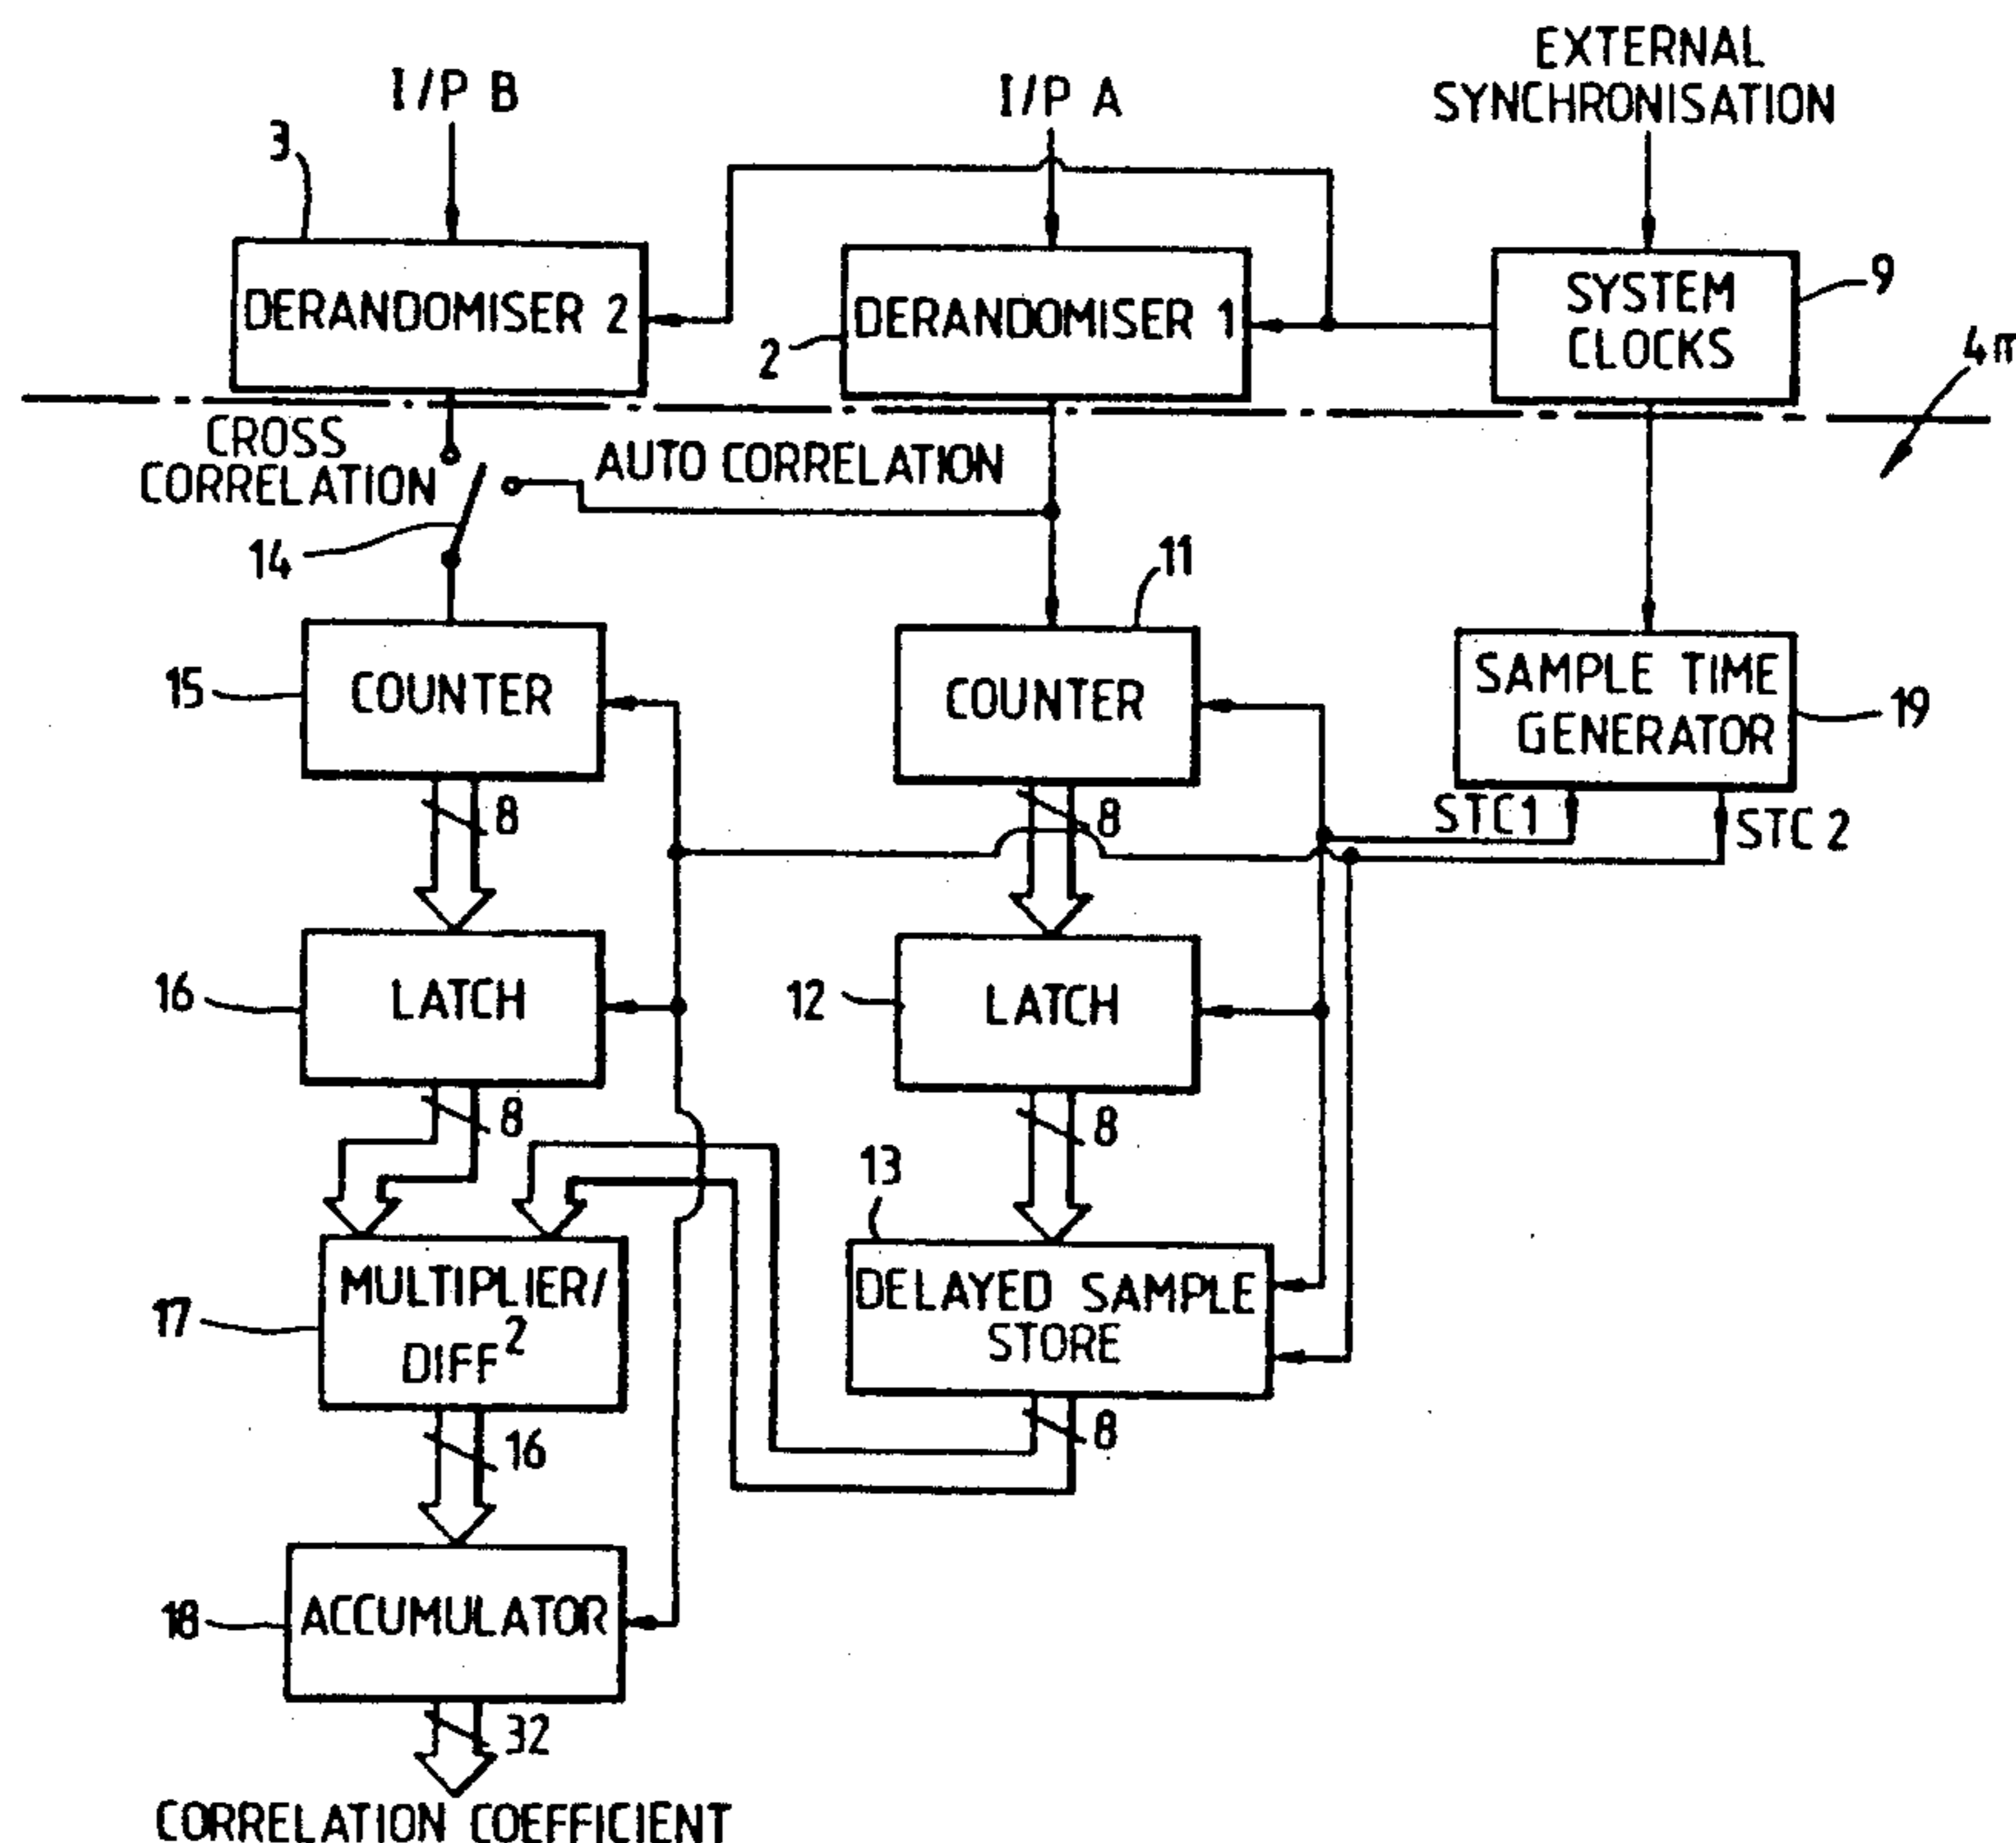 EXTERNAL
SYNCHRONISATION
I/P B
I/P A
3
DERANDOMISER 2
DERANDOMISER 1
2
SYSTEM
CLOCKS
9
CROSS
CORRELATION
AUTO CORRELATION
14
11
15
COUNTER
COUNTER
SAMPLE TIME
GENERATOR
19
8
8
STC1
STC 2
16
LATCH
12
LATCH
8
8
13
17
MULTIPLIER/
DIFF²
DELAYED SAMPLE
STORE
16
8
18
ACCUMULATOR
32
CORRELATION COEFFICIENT